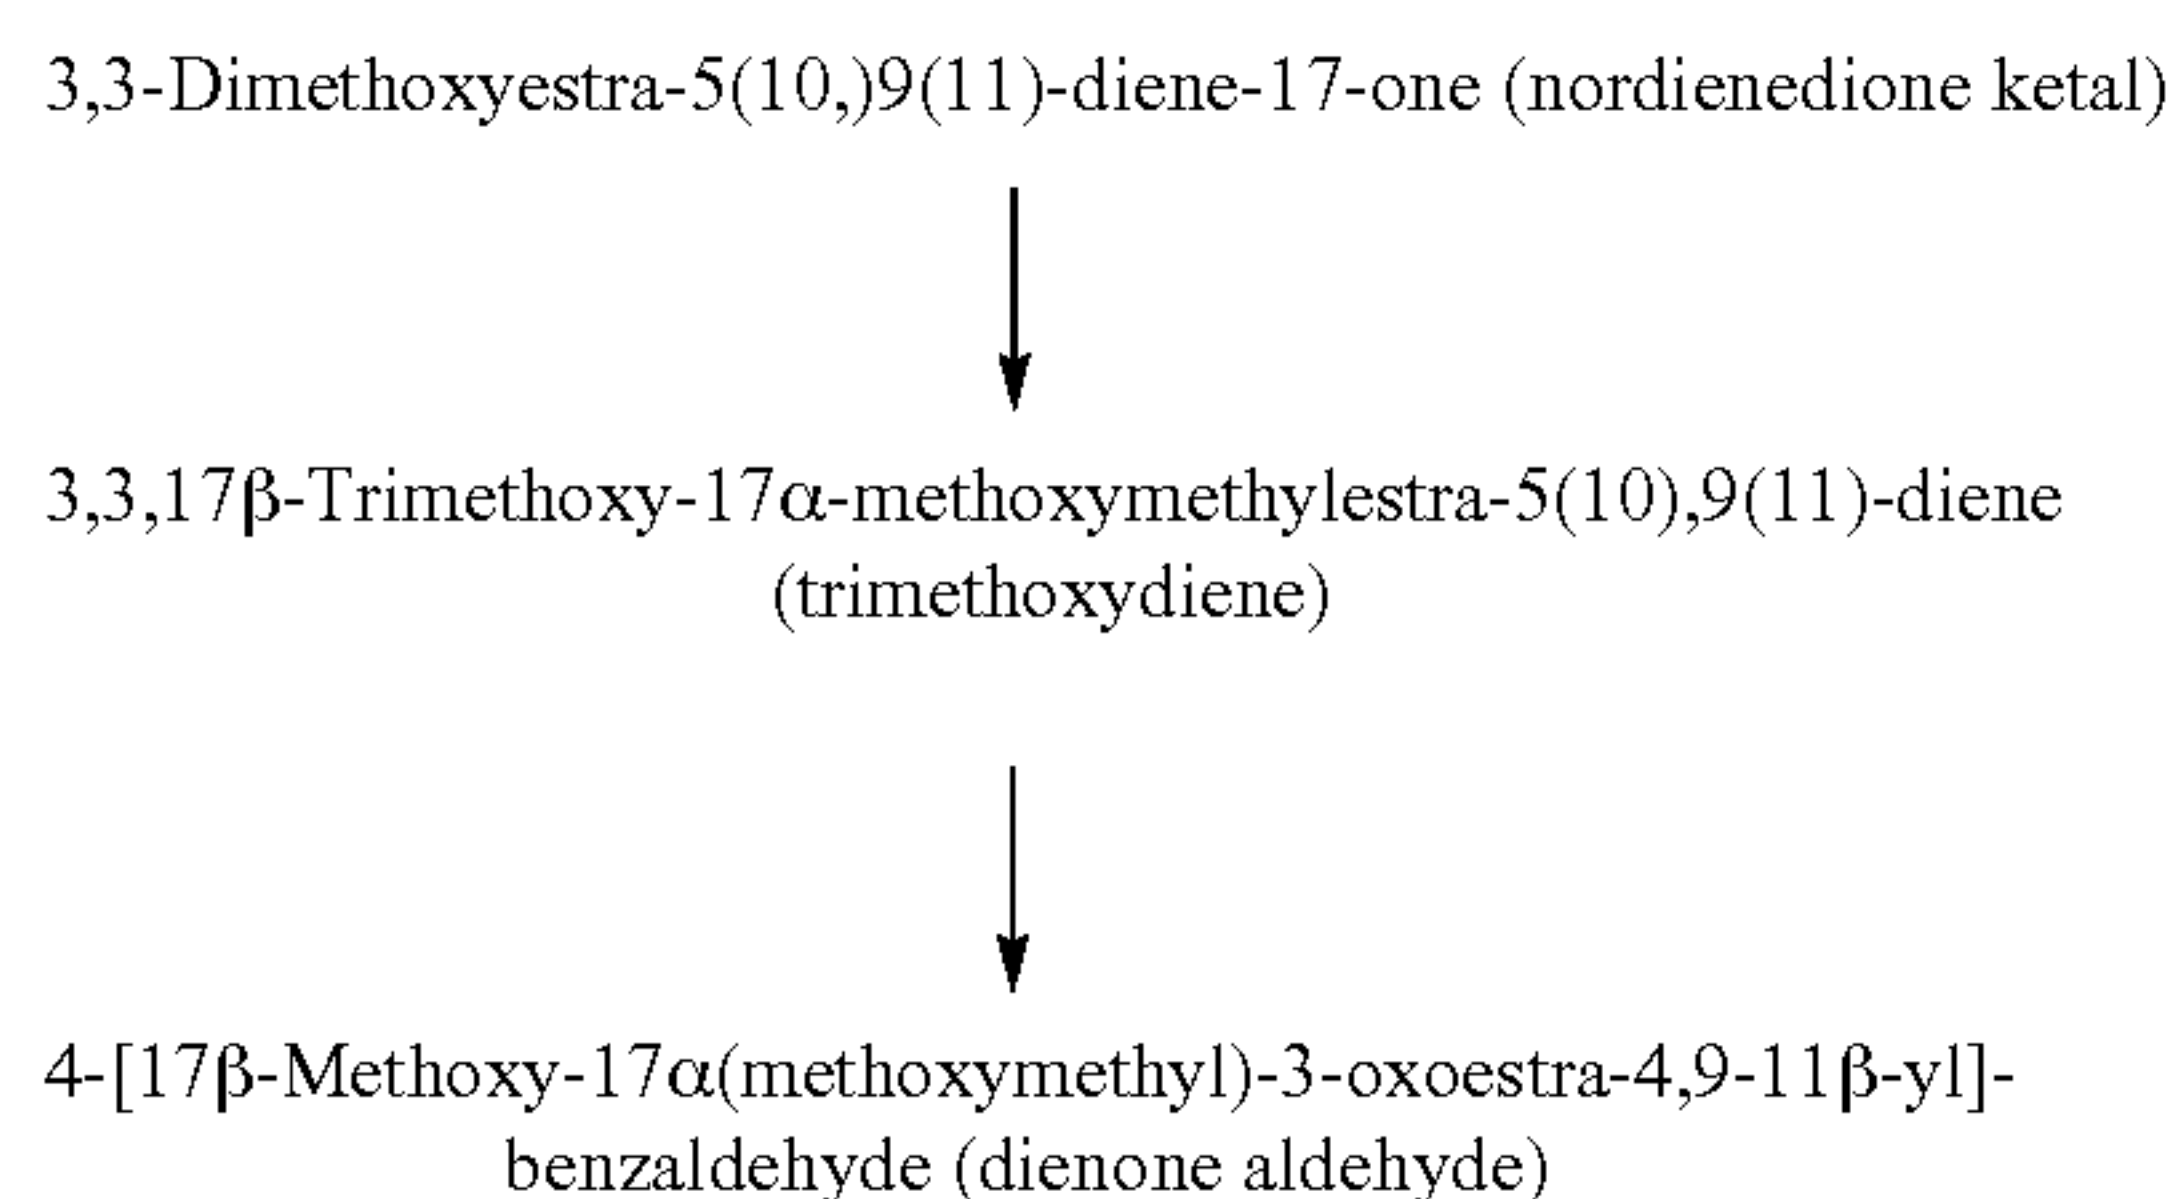 3,3-Dimethoxyestra-5(10,)9(11)-diene-17-one (nordienedione ketal)
3,3,17β-Trimethoxy-17α-methoxymethylestra-5(10),9(11)-diene
(trimethoxydiene)
4-[17β-Methoxy-17α(methoxymethyl)-3-oxoestra-4,9-11β-yl]-
benzaldehyde (dienone aldehyde)